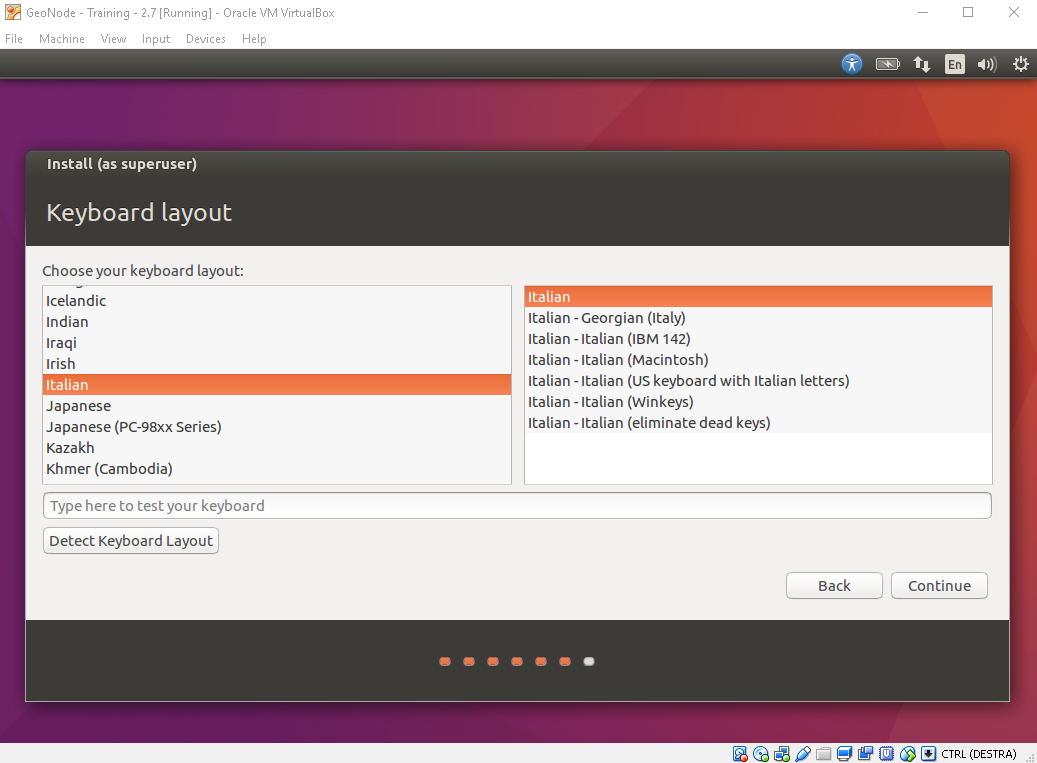 GeoNode - Training - 2.7 [Running] - Oracle VM VirtualBox
File Machine View Input Devices Help
En
Install (as superuser)
Keyboard layout
Choose your keyboard layout:
Icelandic
Indian
Iraqi
Irish
Italian
Japanese
Japanese (PC-98xx Series)
Kazakh
Khmer (Cambodia)
Italian
Italian - Georgian (Italy)
Italian - Italian (IBM 142)
Italian - Italian (Macintosh)
Italian - Italian (US keyboard with Italian letters)
Italian - Italian (Winkeys)
Italian - Italian (eliminate dead keys)
Type here to test your keyboard
Detect Keyboard Layout
Back Continue
CTRL (DESTRA)